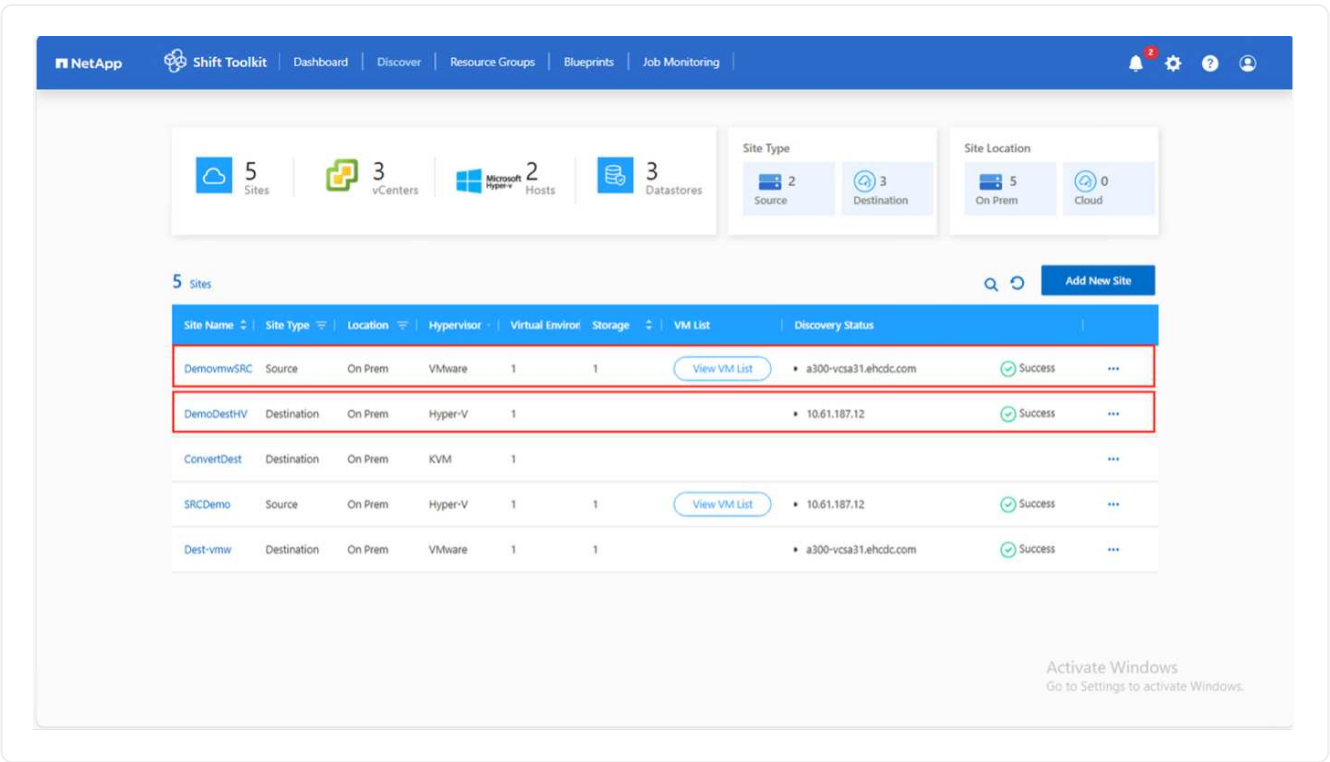 NetApp Shift Toolkit Dashboard Discover Resource Groups Blueprints Job Monitoring 2 ?
5 Sites
3 vCenters
Microsoft Hyper-v 2 Hosts
3 Datastores
Site Type
2 Source
3 Destination
Site Location
5 On Prem
0 Cloud
5 Sites Add New Site
Site Name Site Type Location Hypervisor Virtual Environ Storage VM List Discovery Status
DemovmwSRC Source On Prem VMware 1 1 View VM List • a300-vcsa31.ehcdc.com Success ...
DemoDestHV Destination On Prem Hyper-V 1 • 10.61.187.12 Success ...
ConvertDest Destination On Prem KVM 1 ...
SRCDemo Source On Prem Hyper-V 1 1 View VM List • 10.61.187.12 Success ...
Dest-vmw Destination On Prem VMware 1 1 • a300-vcsa31.ehcdc.com Success ...
Activate Windows
Go to Settings to activate Windows.